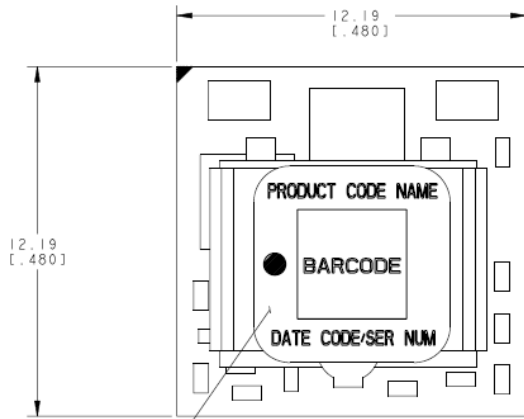 12.19
[.480]
12.19
[.480]
PRODUCT CODE NAME
BARCODE
DATE CODE/SER NUM